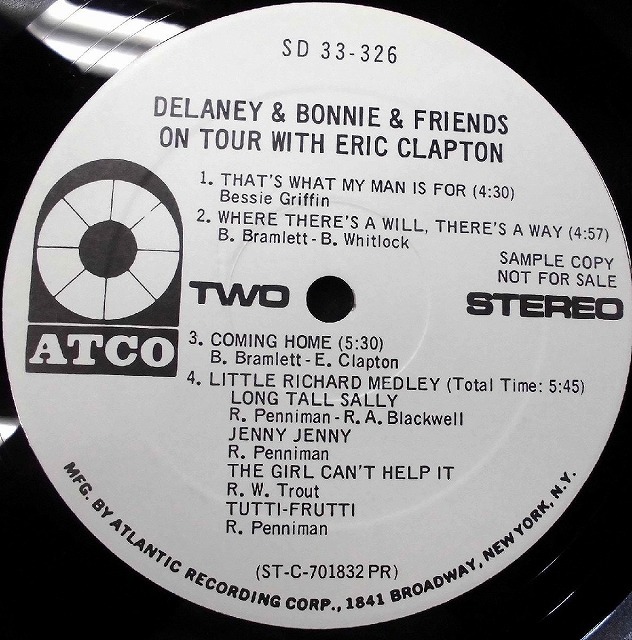 SD 33-326
DELANEY & BONNIE & FRIENDS
ON TOUR WITH ERIC CLAPTON
1. THAT'S WHAT MY MAN IS FOR (4:30)
Bessie Griffin
2. WHERE THERE'S A WILL, THERE'S A WAY (4:57)
B. Bramlett - B. Whitlock
SAMPLE COPY
NOT FOR SALE
TWO
STEREO
ATCO
3. COMING HOME (5:30)
B. Bramlett - E. Clapton
4. LITTLE RICHARD MEDLEY (Total Time: 5:45)
LONG TALL SALLY
R. Penniman - R. A. Blackwell
JENNY JENNY
R. Penniman
THE GIRL CAN'T HELP IT
R. W. Trout
TUTTI-FRUTTI
R. Penniman
(ST-C-701832 PR)
MFG. BY ATLANTIC RECORDING CORP., 1841 BROADWAY, NEW YORK, N.Y.